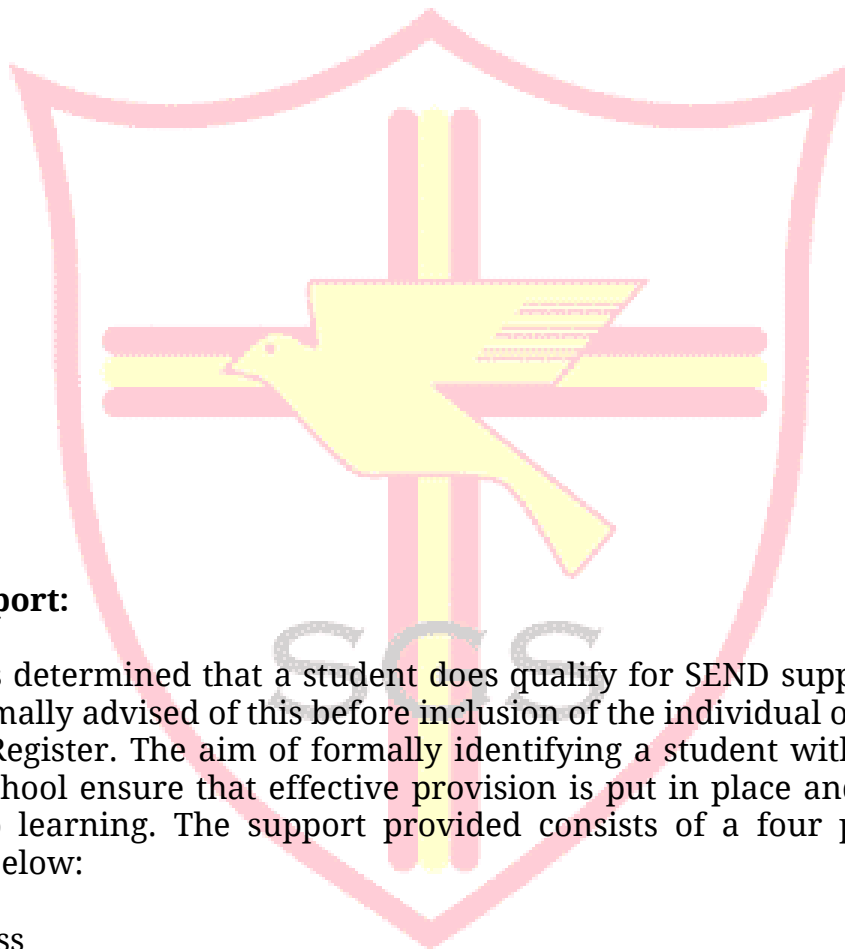 port:
SGS
s determined that a student does qualify for SEND supp
mally advised of this before inclusion of the individual o
Register. The aim of formally identifying a student with
chool ensure that effective provision is put in place and
o learning. The support provided consists of a four p
elow:
ss